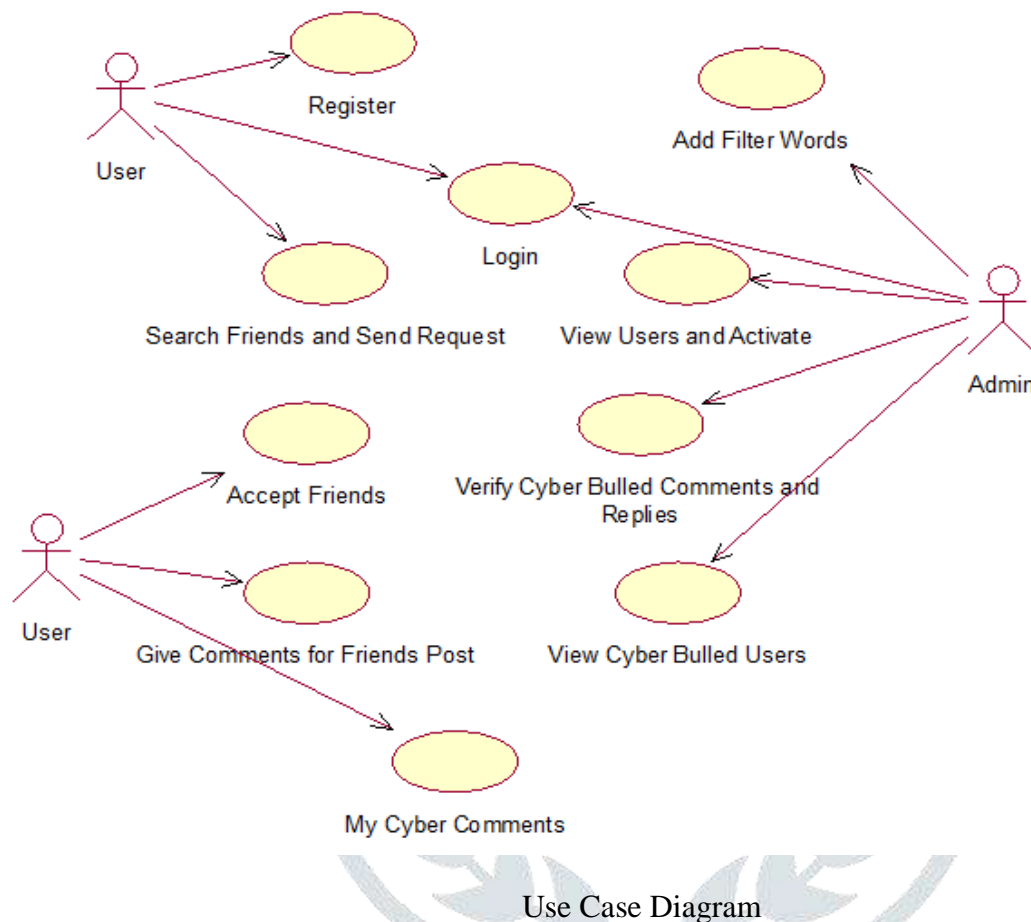 Register
User
Add Filter Words
Login
Search Friends and Send Request
View Users and Activate
Admin
Accept Friends
Verify Cyber Bulled Comments and
Replies
User
Give Comments for Friends Post
View Cyber Bulled Users
My Cyber Comments
Use Case Diagram